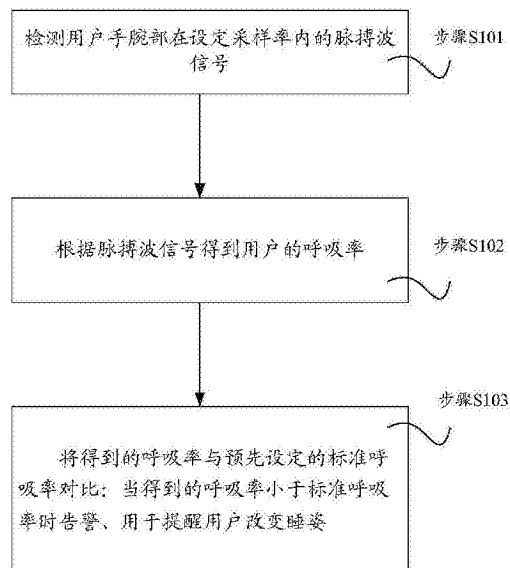 检测用户手腕部在设定采样率内的脉搏波
信号
步骤S101
根据脉搏波信号得到用户的呼吸率
步骤S102
步骤S103
将得到的呼吸率与预先设定的标准呼
吸率对比；当得到的呼吸率小于标准呼吸
率时告警、用于提醒用户改变睡姿